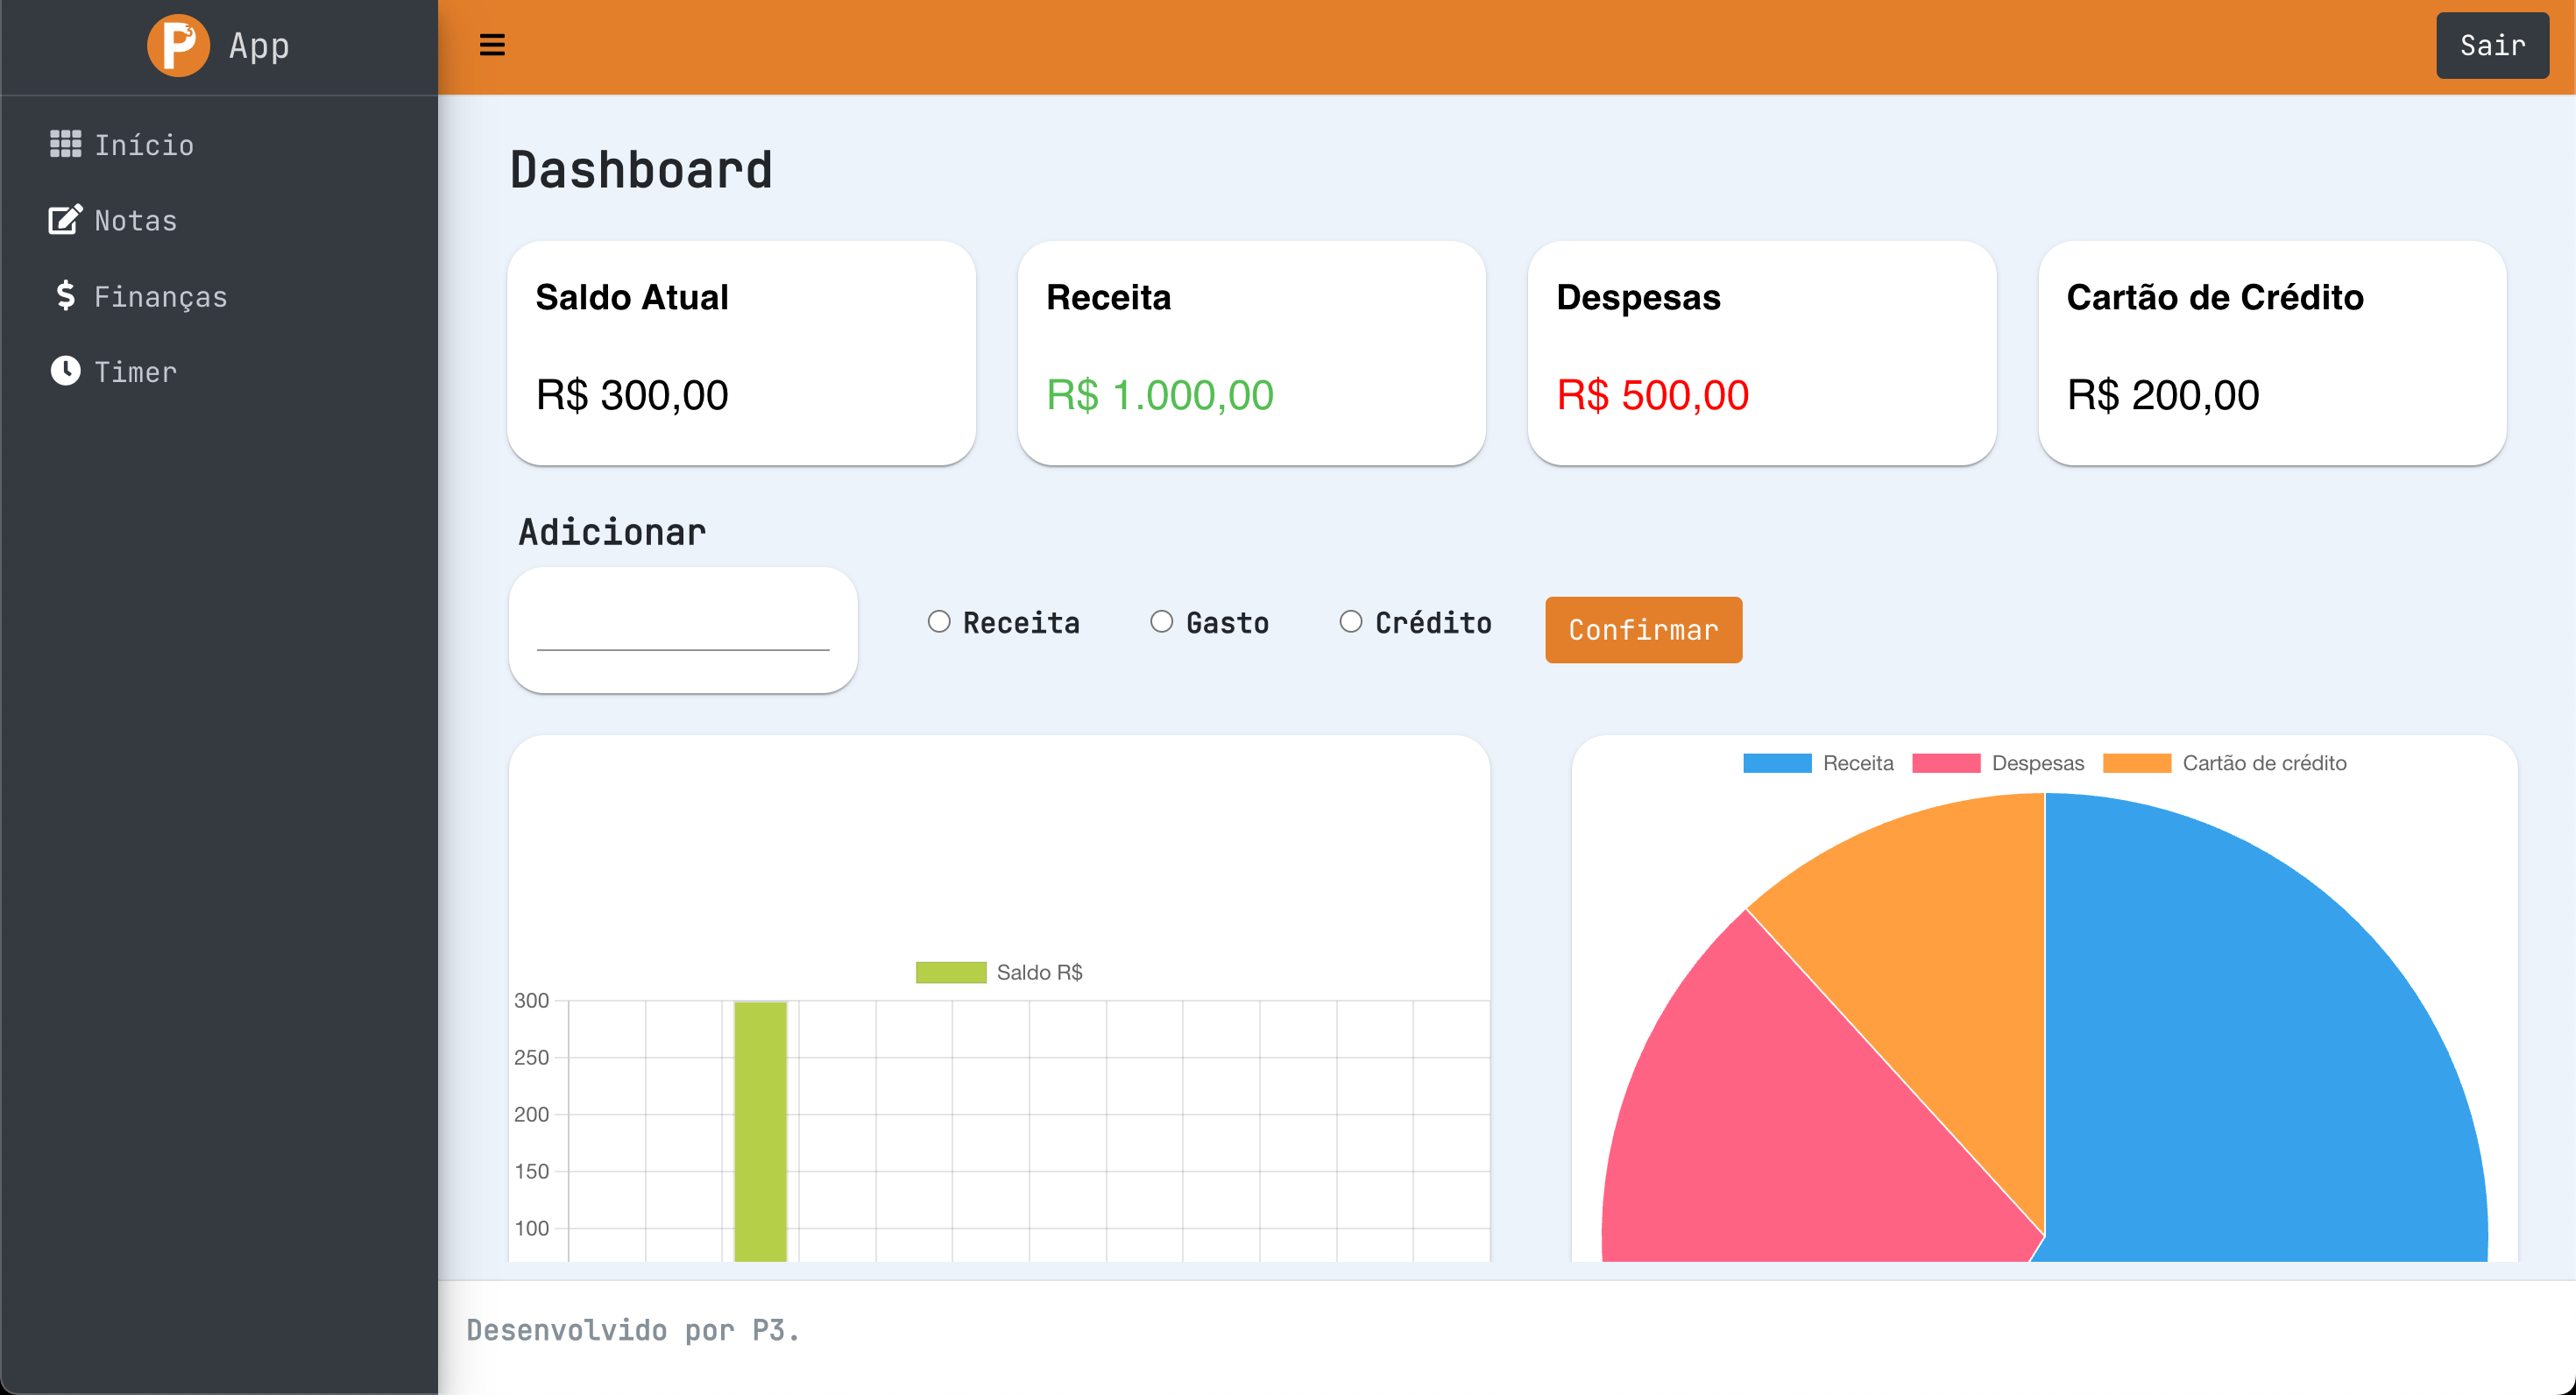 P3 App
Sair
Início
Notas
Finanças
Timer
Dashboard
Saldo Atual
R$ 300,00
Receita
R$ 1.000,00
Despesas
R$ 500,00
Cartão de Crédito
R$ 200,00
Adicionar
Receita
Gasto
Crédito
Confirmar
Saldo R$
300
250
200
150
100
Receita Despesas Cartão de crédito
Desenvolvido por P3.